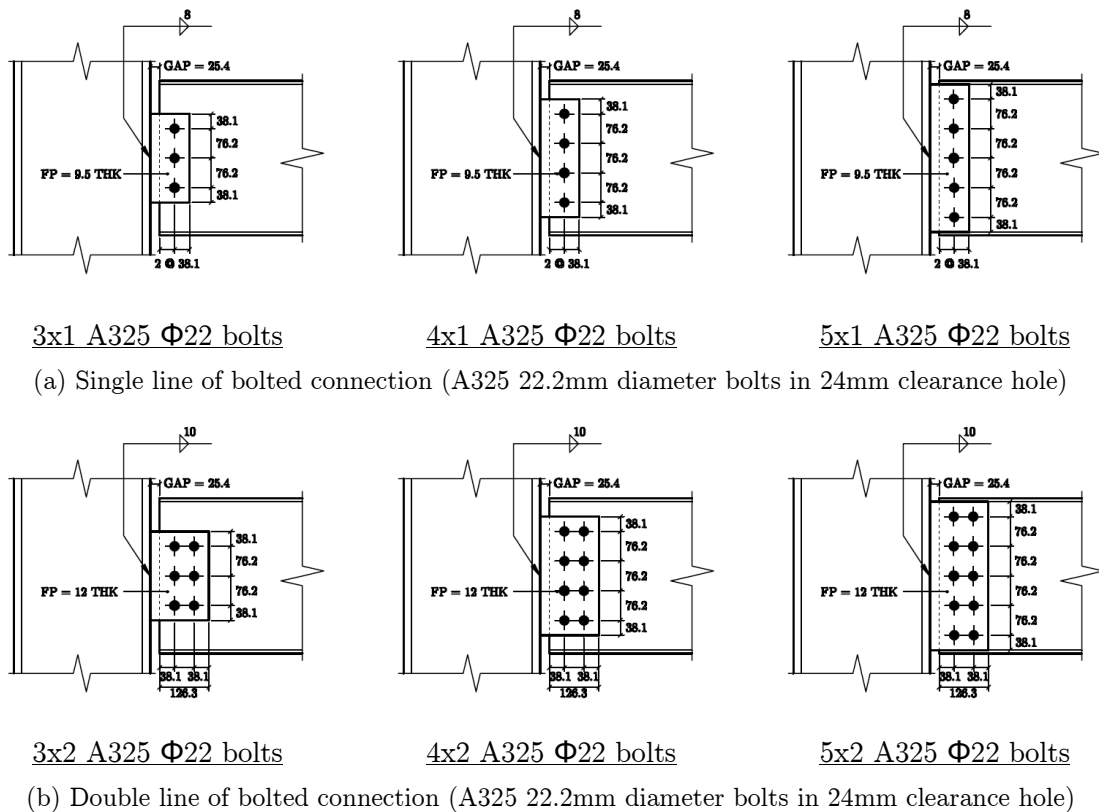 8 8 8
GAP = 25.4 GAP = 25.4 GAP = 25.4
38.1 38.1 38.1
76.2 76.2 76.2
FP = 9.5 THK FP = 9.5 THK FP = 9.5 THK
76.2 76.2 76.2
38.1 76.2 76.2
38.1 76.2
38.1
2 @ 38.1 2 @ 38.1 2 @ 38.1
3x1 A325 Φ22 bolts 4x1 A325 Φ22 bolts 5x1 A325 Φ22 bolts
(a) Single line of bolted connection (A325 22.2mm diameter bolts in 24mm clearance hole)
10 10 10
GAP = 25.4 GAP = 25.4 GAP = 25.4
38.1 38.1 38.1
76.2 76.2 76.2
FP = 12 THK FP = 12 THK FP = 12 THK
76.2 76.2 76.2
38.1 76.2 76.2
38.1 76.2
38.1
38.1 38.1 38.1 38.1 38.1 38.1
126.3 126.3 126.3
3x2 A325 Φ22 bolts 4x2 A325 Φ22 bolts 5x2 A325 Φ22 bolts
(b) Double line of bolted connection (A325 22.2mm diameter bolts in 24mm clearance hole)